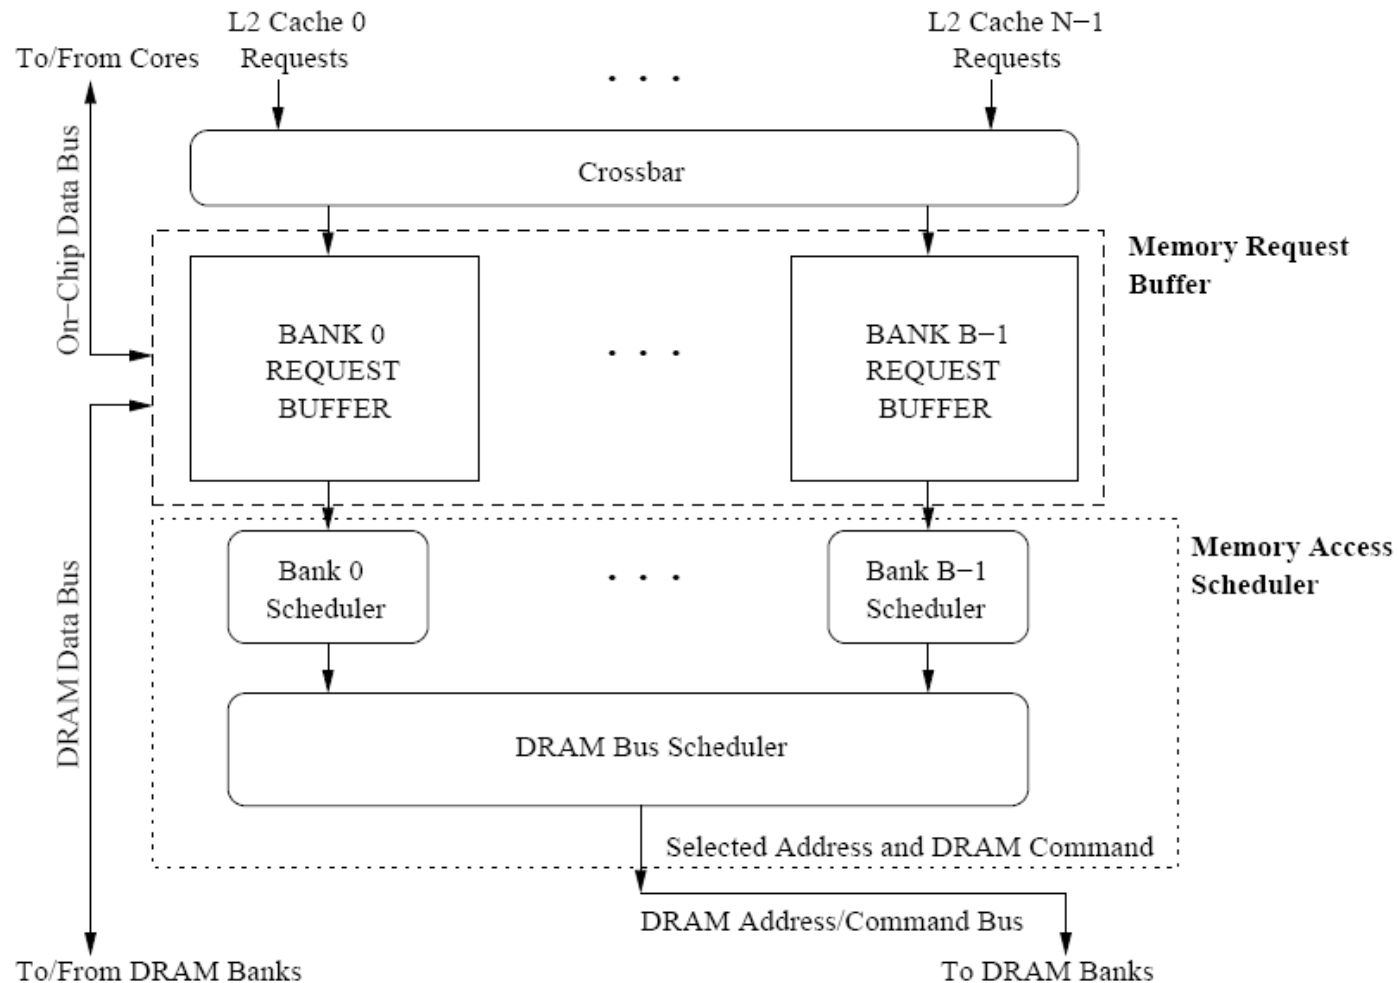 L2 Cache 0
Requests
L2 Cache N−1
Requests
To/From Cores
. . .
On−Chip Data Bus
Crossbar
Memory Request
Buffer
BANK 0
REQUEST
BUFFER
. . .
BANK B−1
REQUEST
BUFFER
Memory Access
Scheduler
Bank 0
Scheduler
. . .
Bank B−1
Scheduler
DRAM Data Bus
DRAM Bus Scheduler
Selected Address and DRAM Command
DRAM Address/Command Bus
To/From DRAM Banks
To DRAM Banks